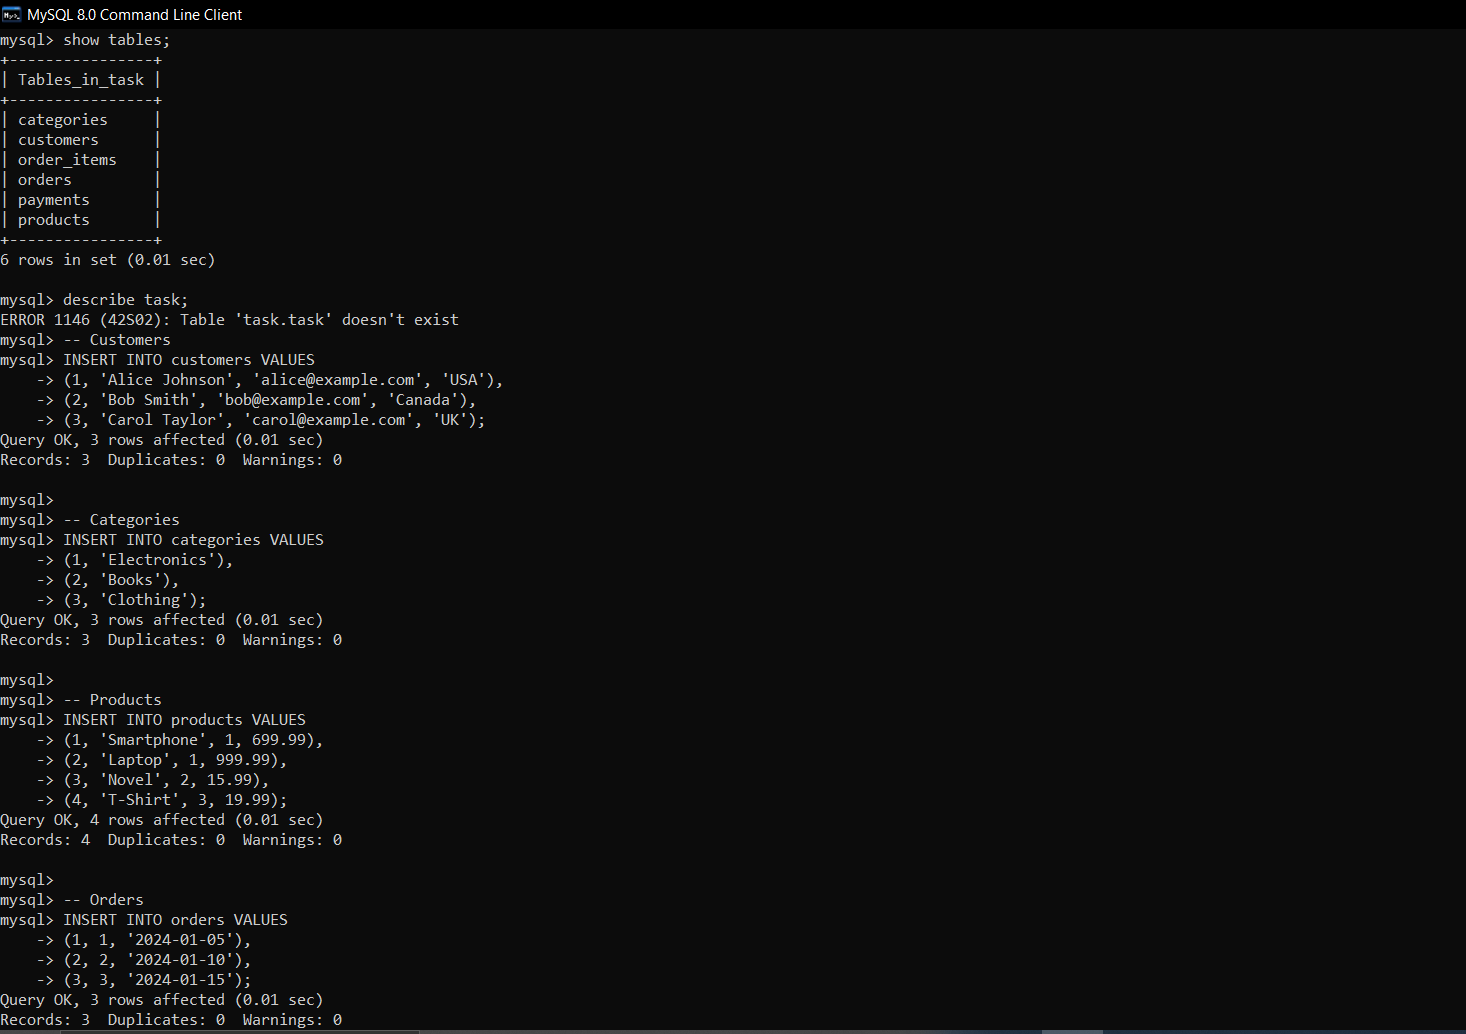 MySQL 8.0 Command Line Client
mysql> show tables;
+----------------+
| Tables_in_task |
+----------------+
| categories     |
| customers      |
| order_items    |
| orders         |
| payments       |
| products       |
+----------------+
6 rows in set (0.01 sec)

mysql> describe task;
ERROR 1146 (42S02): Table 'task.task' doesn't exist
mysql> -- Customers
mysql> INSERT INTO customers VALUES
    -> (1, 'Alice Johnson', 'alice@example.com', 'USA'),
    -> (2, 'Bob Smith', 'bob@example.com', 'Canada'),
    -> (3, 'Carol Taylor', 'carol@example.com', 'UK');
Query OK, 3 rows affected (0.01 sec)
Records: 3  Duplicates: 0  Warnings: 0

mysql>
mysql> -- Categories
mysql> INSERT INTO categories VALUES
    -> (1, 'Electronics'),
    -> (2, 'Books'),
    -> (3, 'Clothing');
Query OK, 3 rows affected (0.01 sec)
Records: 3  Duplicates: 0  Warnings: 0

mysql>
mysql> -- Products
mysql> INSERT INTO products VALUES
    -> (1, 'Smartphone', 1, 699.99),
    -> (2, 'Laptop', 1, 999.99),
    -> (3, 'Novel', 2, 15.99),
    -> (4, 'T-Shirt', 3, 19.99);
Query OK, 4 rows affected (0.01 sec)
Records: 4  Duplicates: 0  Warnings: 0

mysql>
mysql> -- Orders
mysql> INSERT INTO orders VALUES
    -> (1, 1, '2024-01-05'),
    -> (2, 2, '2024-01-10'),
    -> (3, 3, '2024-01-15');
Query OK, 3 rows affected (0.01 sec)
Records: 3  Duplicates: 0  Warnings: 0